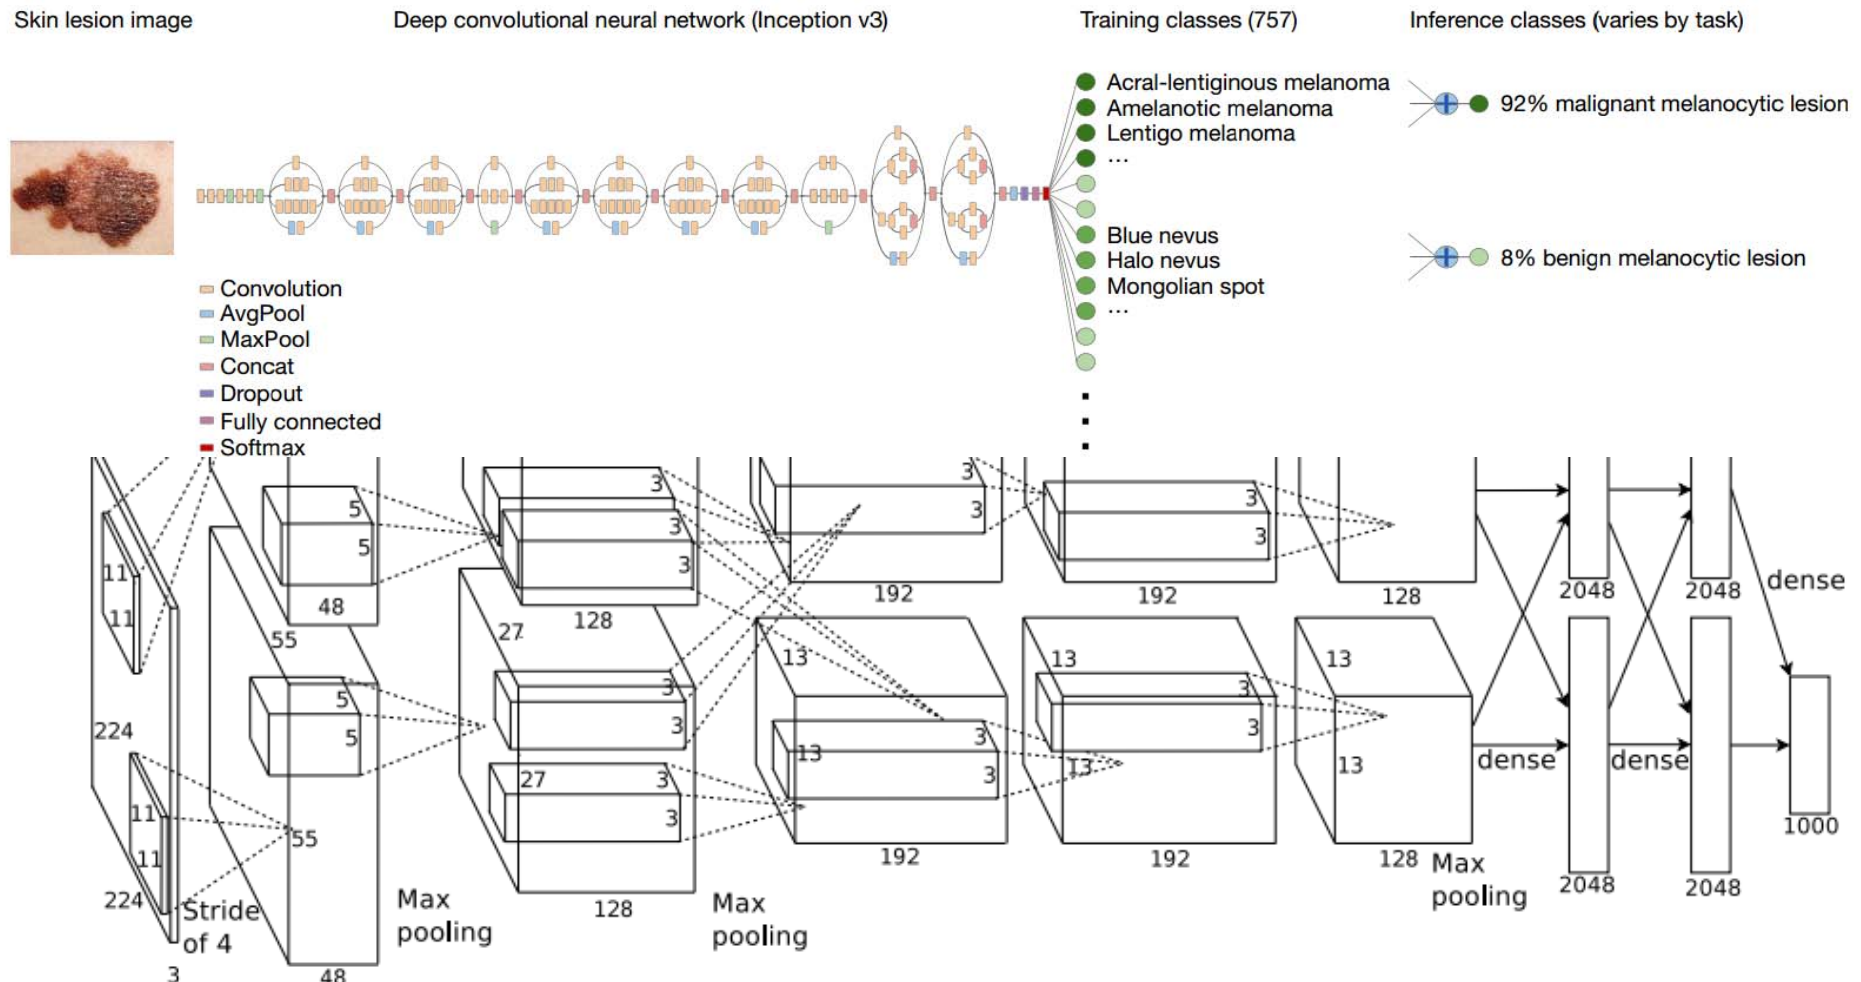 Skin lesion image
Deep convolutional neural network (Inception v3)
Training classes (757)
Inference classes (varies by task)
Acral-lentiginous melanoma
Amelanotic melanoma
Lentigo melanoma
...
Blue nevus
Halo nevus
Mongolian spot
...
92% malignant melanocytic lesion
8% benign melanocytic lesion
Convolution
AvgPool
MaxPool
Concat
Dropout
Fully connected
Softmax
11
11
224
11
11
224
3
Stride
of 4
5
5
48
55
5
5
55
48
Max
pooling
3
3
3
128
27
3
3
27
3
3
128
Max
pooling
3
3
192
13
3
13
3
192
3
3
192
13
3
3
13
192
128
13
13
128
Max
pooling
2048
2048
dense
dense
dense
2048
2048
1000